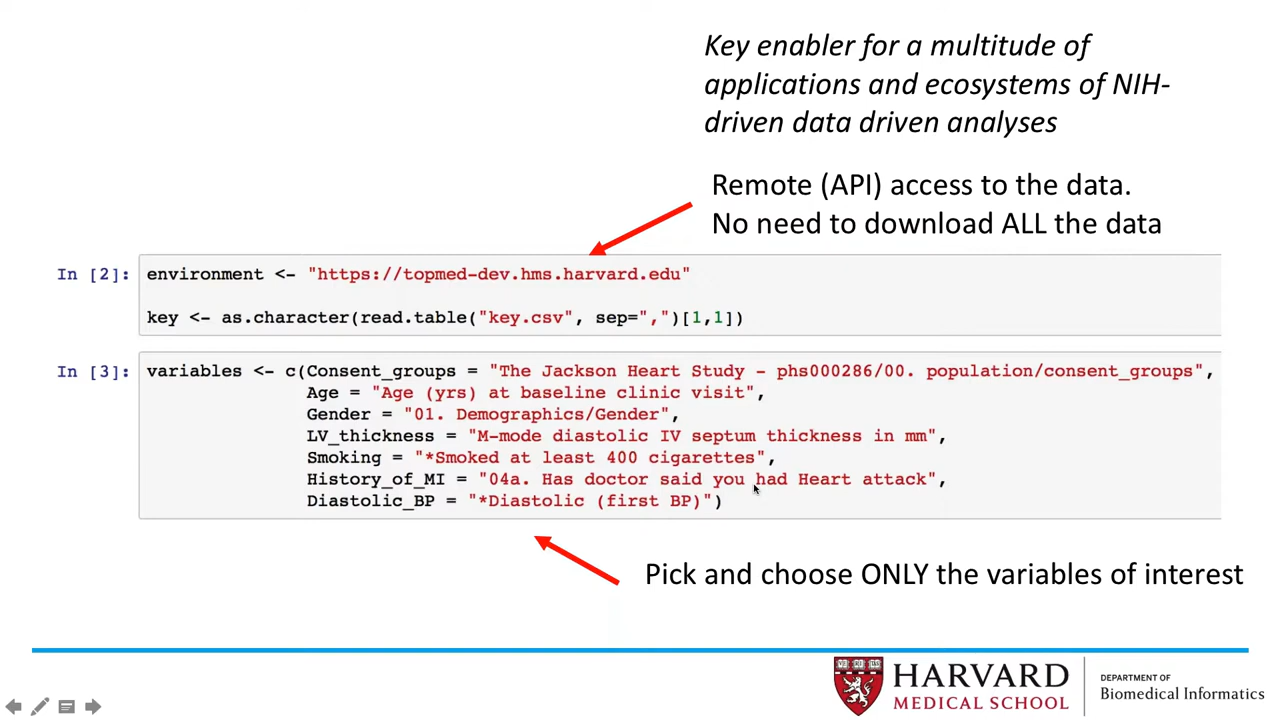 Key enabler for a multitude of
applications and ecosystems of NIH-
driven data driven analyses
Remote (API) access to the data.
No need to download ALL the data
In [2]: environment <- "https://topmed-dev.hms.harvard.edu"
key <- as.character(read.table("key.csv", sep=",")[1,1])
In [3]: variables <- c(Consent_groups = "The Jackson Heart Study - phs000286/00. population/consent_groups",
Age = "Age (yrs) at baseline clinic visit",
Gender = "01. Demographics/Gender",
LV_thickness = "M-mode diastolic IV septum thickness in mm",
Smoking = "*Smoked at least 400 cigarettes",
History_of_MI = "04a. Has doctor said you had Heart attack",
Diastolic_BP = "*Diastolic (first BP)")
Pick and choose ONLY the variables of interest
HARVARD
MEDICAL SCHOOL
DEPARTMENT OF
Biomedical Informatics